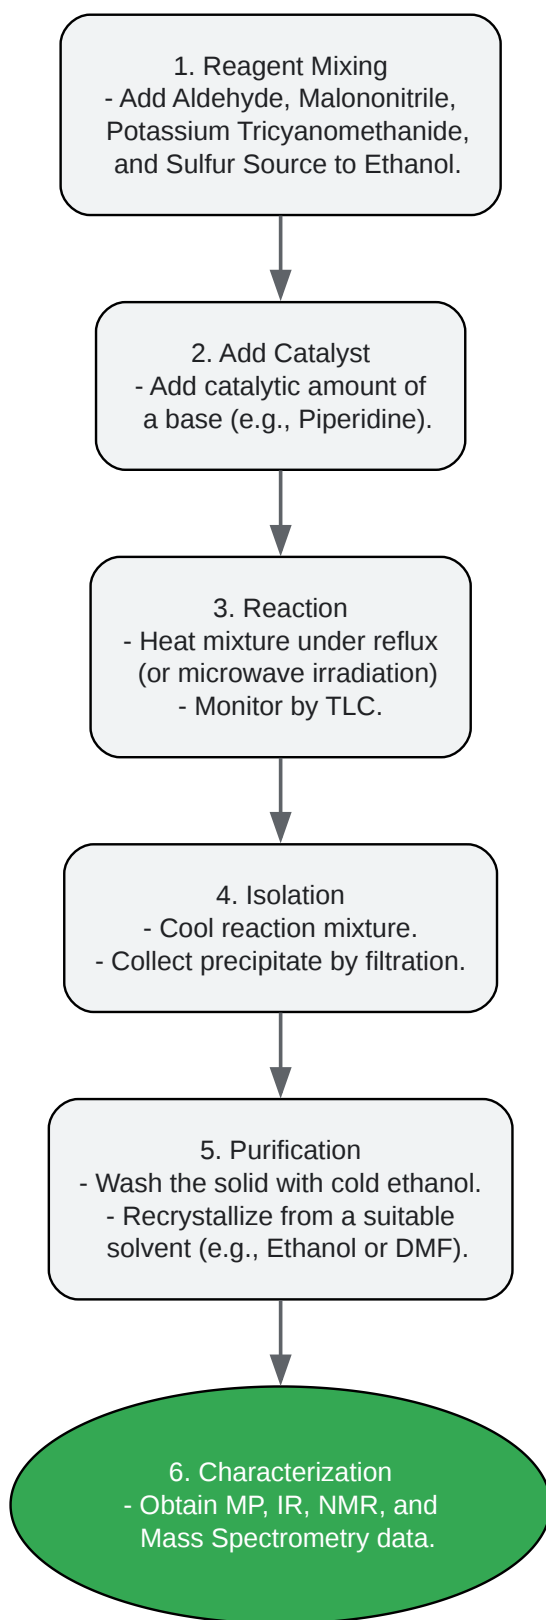 1. Reagent Mixing
- Add Aldehyde, Malononitrile,
Potassium Tricyanomethanide,
and Sulfur Source to Ethanol.
2. Add Catalyst
- Add catalytic amount of
a base (e.g., Piperidine).
3. Reaction
- Heat mixture under reflux
(or microwave irradiation)
- Monitor by TLC.
4. Isolation
- Cool reaction mixture.
- Collect precipitate by filtration.
5. Purification
- Wash the solid with cold ethanol.
- Recrystallize from a suitable
solvent (e.g., Ethanol or DMF).
6. Characterization
- Obtain MP, IR, NMR, and
Mass Spectrometry data.